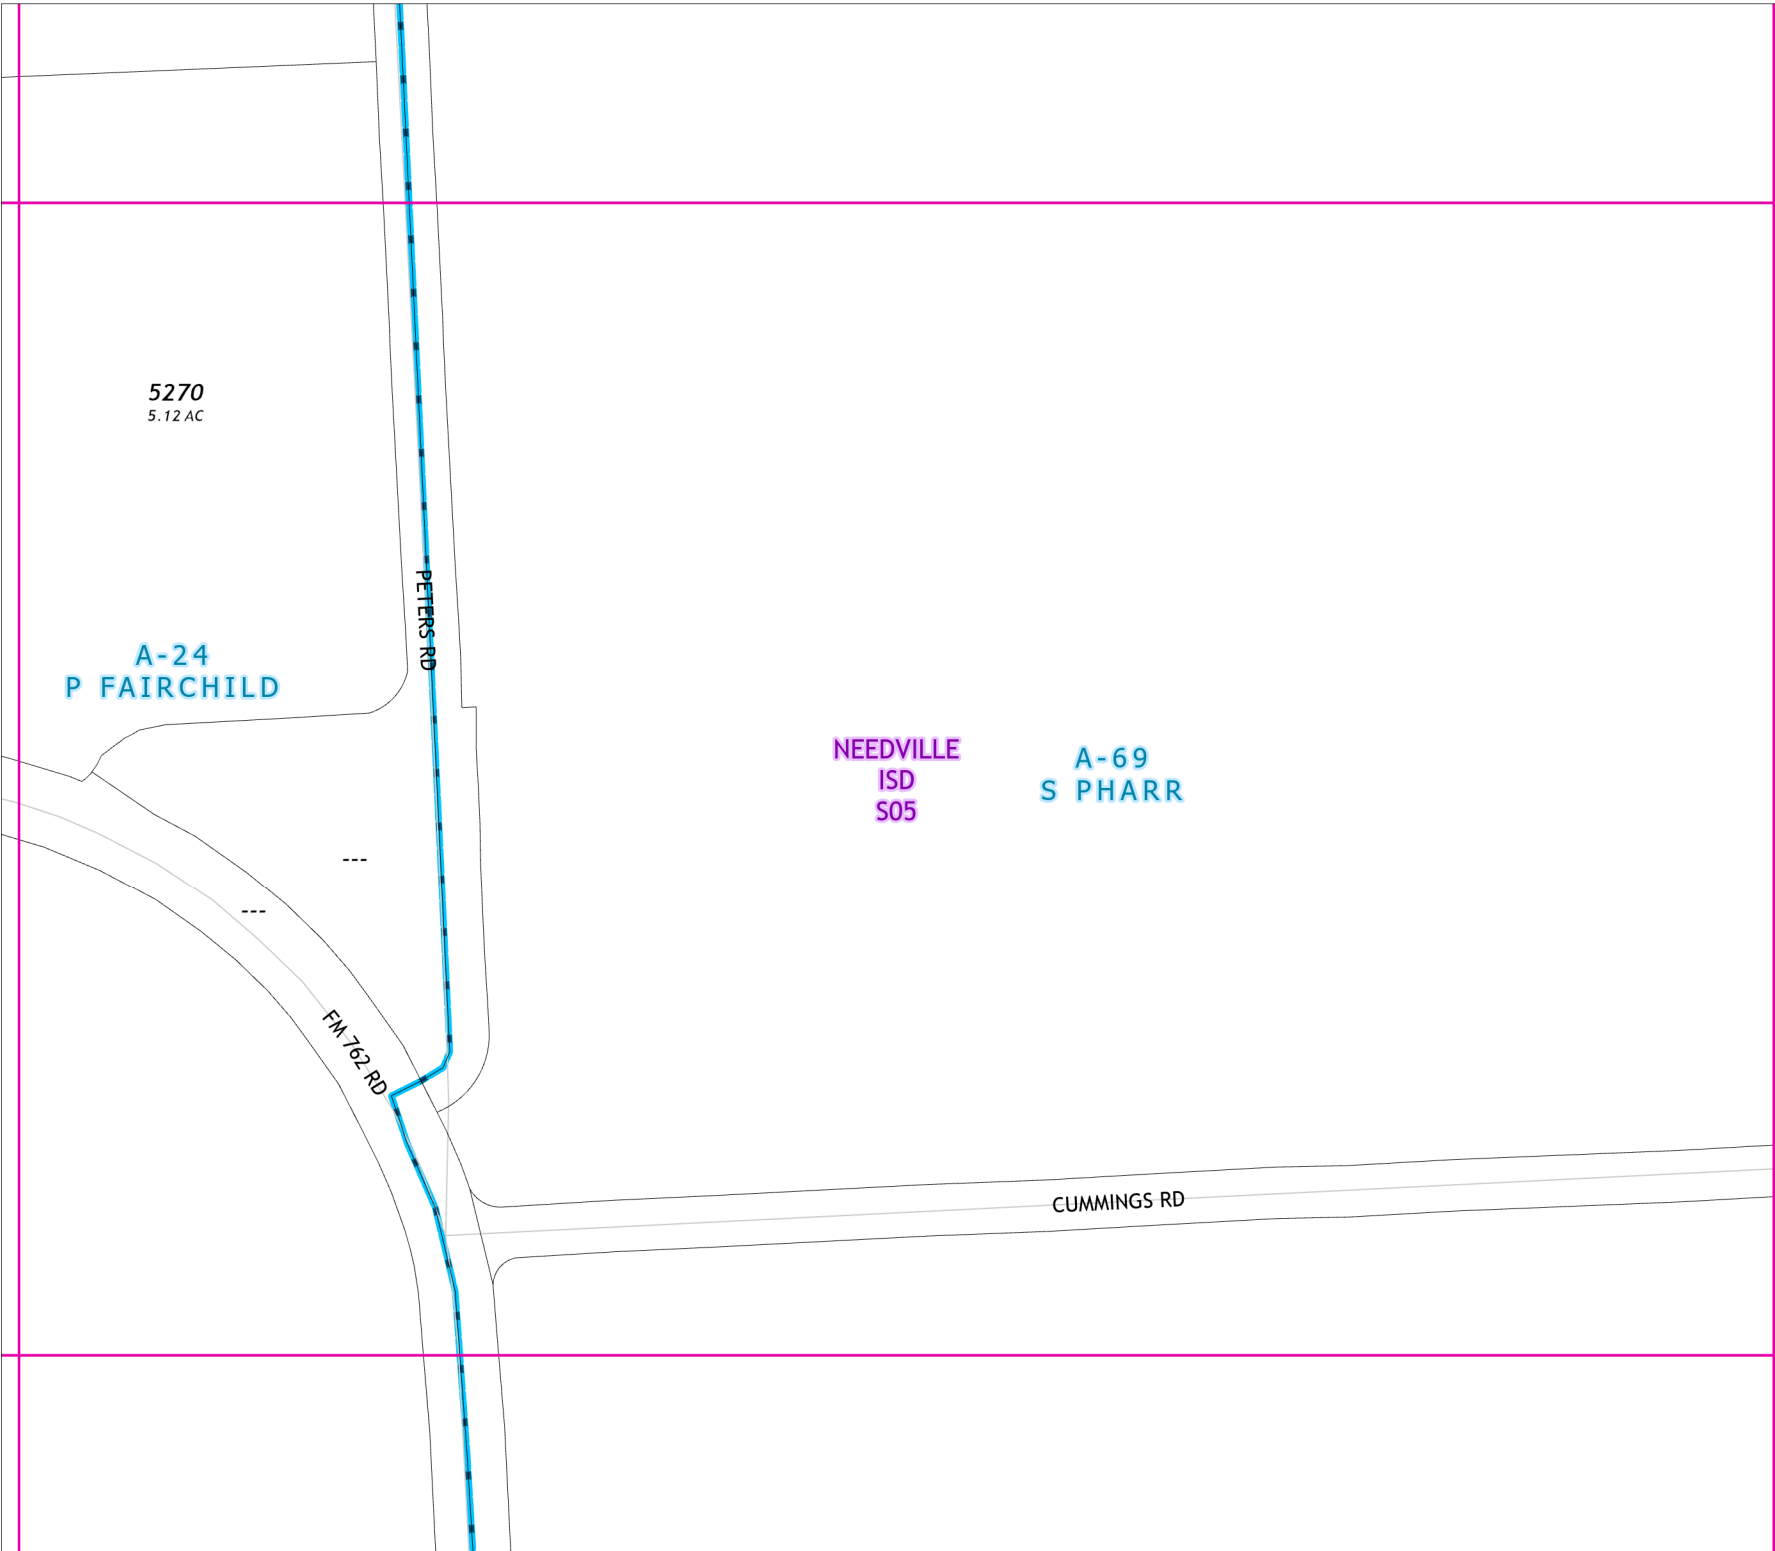 5270
5.12 AC
PETERS RD
A-24
P FAIRCHILD
NEEDVILLE
ISD
S05
A-69
S PHARR
---
---
FM 762 RD
CUMMINGS RD